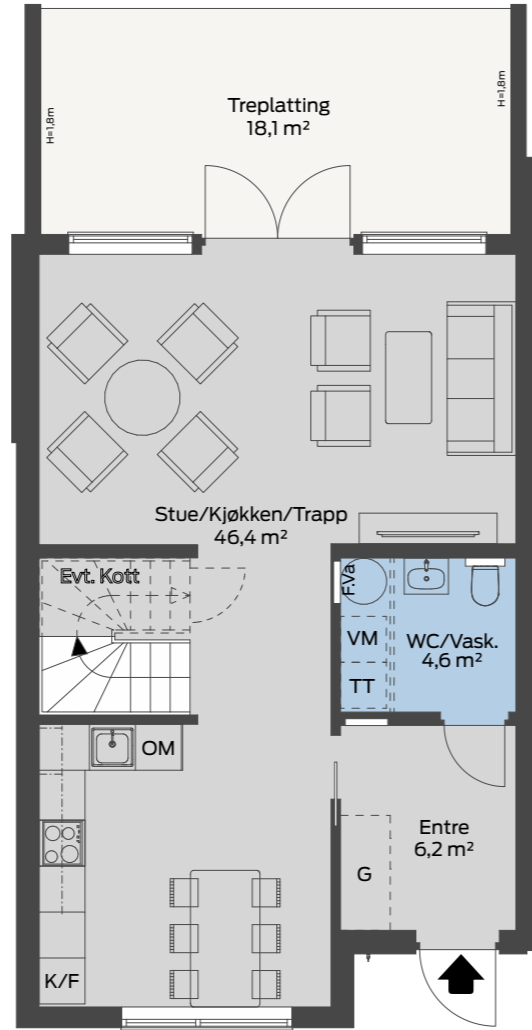 Treplatting
18,1 m²
H=1,8m
H=1,8m
Stue/Kjøkken/Trapp
46,4 m²
Evt. Kott
F.Va
VM
TT
WC/Vask.
4,6 m²
OM
Entre
6,2 m²
G
K/F